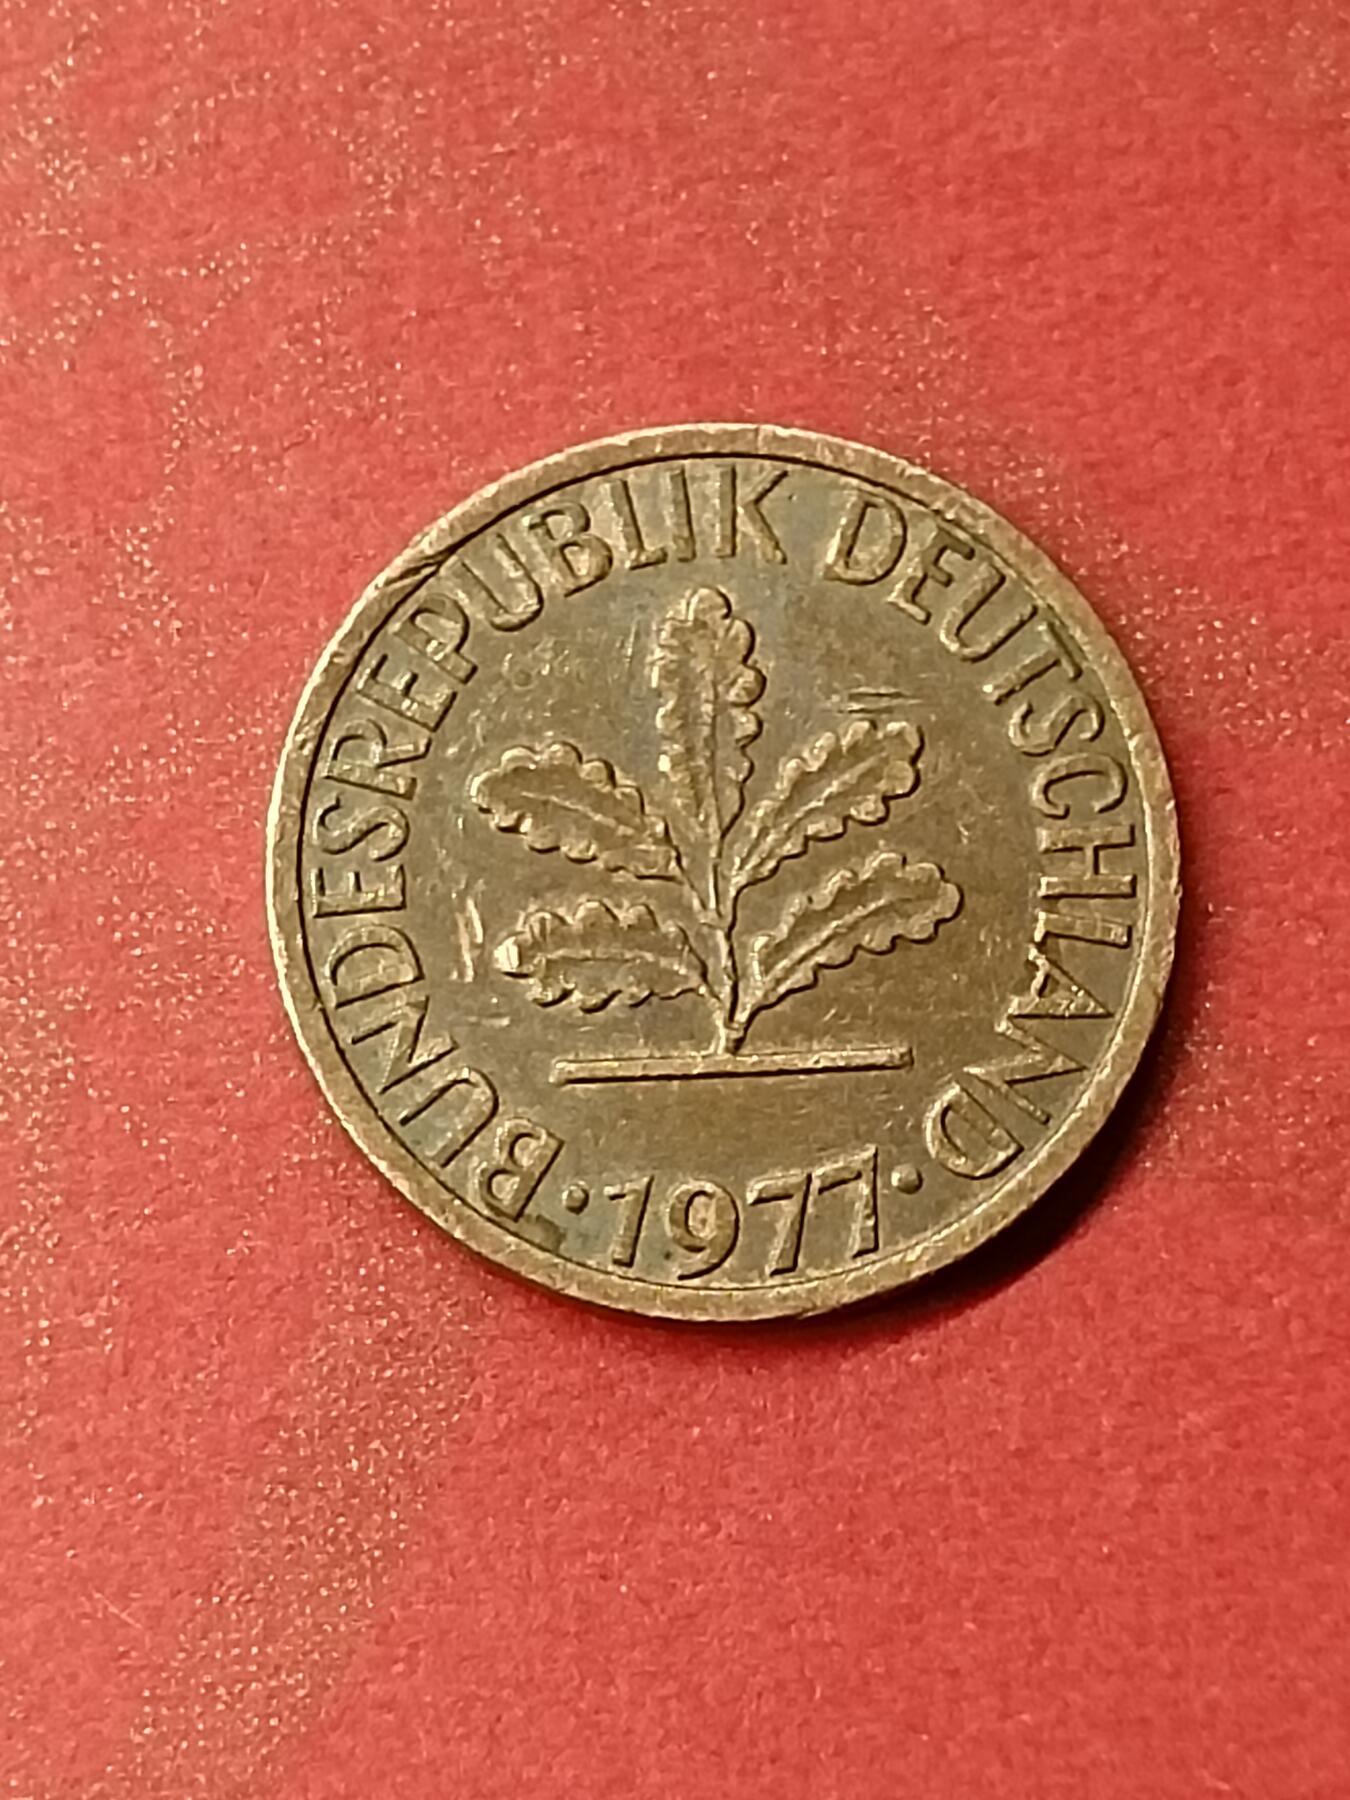 BUNDESREPUBLIK DEUTSCHLAND
· 1977 ·